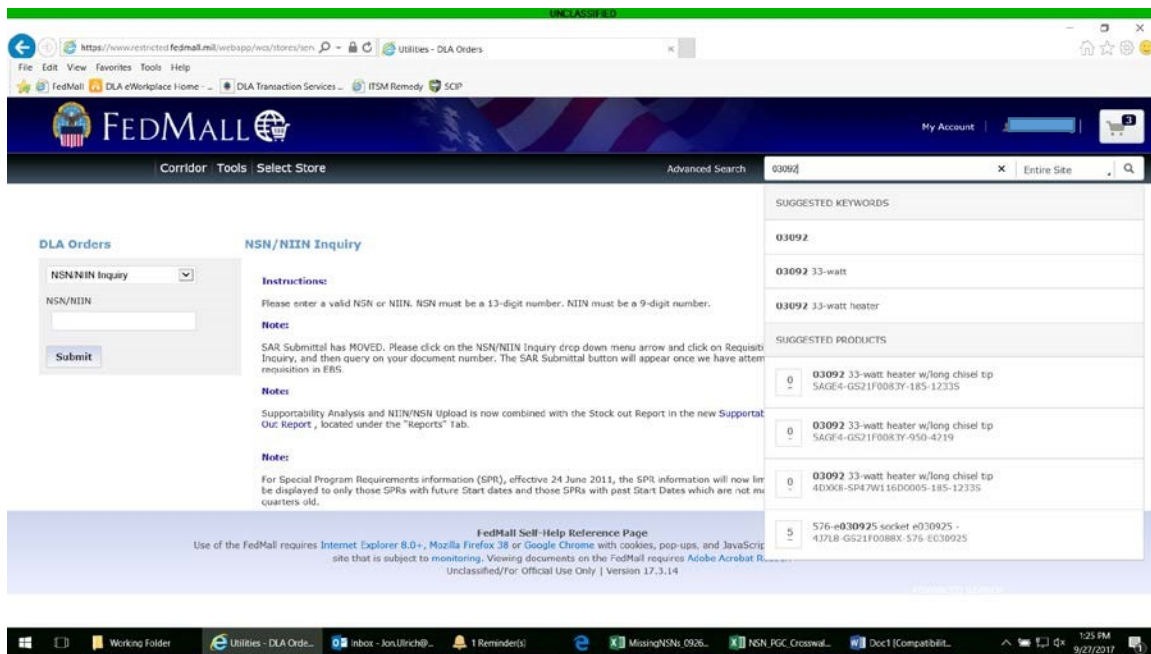 UNCLASSIFIED
https://www.restricted.fedmall.mil/webapp/wcs/stores/ser
Utilities - DLA Orders
File Edit View Favorites Tools Help
FedMall DLA eWorkplace Home - ... DLA Transaction Services ... ITSM Remedy SCIP
FEDMALL
My Account
3
Corridor Tools Select Store
Advanced Search
03092
Entire Site
SUGGESTED KEYWORDS
03092
03092 33-watt
03092 33-watt heater
SUGGESTED PRODUCTS
0
03092 33-watt heater w/long chisel tip
5AGE4-GS21F0083Y-185-1233S
0
03092 33-watt heater w/long chisel tip
5AGE4-GS21F0083Y-950-4219
0
03092 33-watt heater w/long chisel tip
4DXK8-SP47W116D0005-185-1233S
5
576-e030925 socket e030925 -
4J7L8-GS21F0088X-576-E030925
DLA Orders
NSN/NIIN Inquiry
NSN/NIIN
Submit
NSN/NIIN Inquiry
Instructions:
Please enter a valid NSN or NIIN. NSN must be a 13-digit number. NIIN must be a 9-digit number.
Note:
SAR Submittal has MOVED. Please click on the NSN/NIIN Inquiry drop down menu arrow and click on Requisiti
Inquiry, and then query on your document number. The SAR Submittal button will appear once we have attem
requisition in EBS.
Note:
Supportability Analysis and NIIN/NSN Upload is now combined with the Stock out Report in the new Supportab
Out Report , located under the "Reports" Tab.
Note:
For Special Program Requirements information (SPR), effective 24 June 2011, the SPR information will now lim
be displayed to only those SPRs with future Start dates and those SPRs with past Start Dates which are not mo
quarters old.
FedMall Self-Help Reference Page
Use of the FedMall requires Internet Explorer 8.0+, Mozilla Firefox 38 or Google Chrome with cookies, pop-ups, and JavaScrip
site that is subject to monitoring. Viewing documents on the FedMall requires Adobe Acrobat
Unclassified/For Official Use Only | Version 17.3.14
Working Folder
Utilities - DLA Orde...
Inbox - Jon.Ulrich@...
1 Reminder(s)
MissingNSNs_0926...
NSN_PGC_Crosswal...
Doc1 [Compatibilit...
1:25 PM
9/27/2017